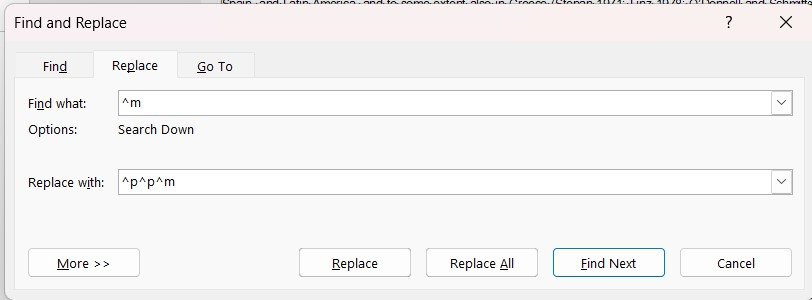 Spain, and Latin America, and to some extent also in Greece (Stepan 1971; Linz 1978; O'Donnell and Schmitte
Find and Replace ? ×
Find Replace Go To
Find what: ^m
Options: Search Down
Replace with: ^p^p^m
More >> Replace Replace All Find Next Cancel